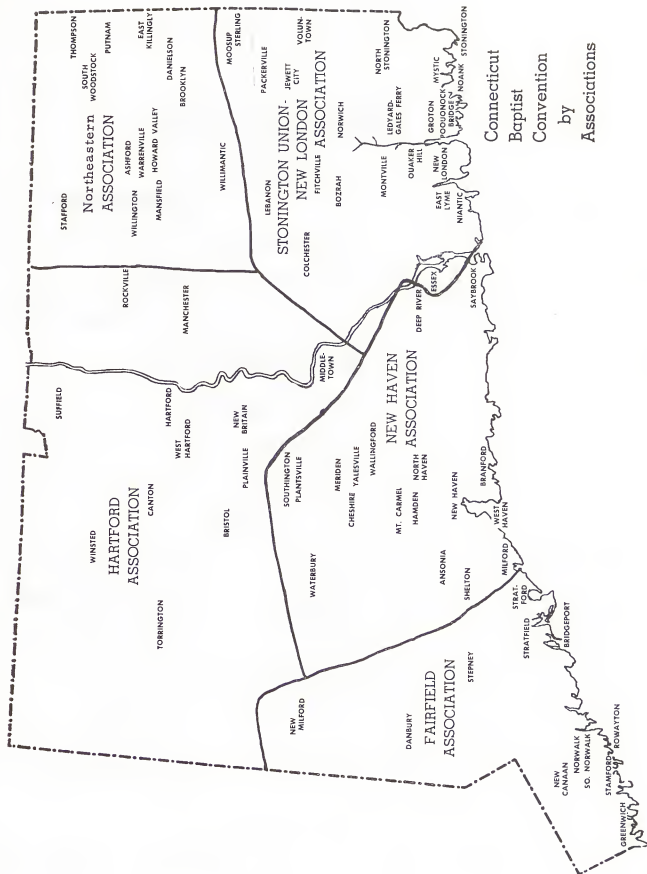 Connecticut
Baptist
Convention
by
Associations
HARTFORD
ASSOCIATION
WINSTED
CANTON
TORRINGTON
SUFFIELD
HARTFORD
WEST
HARTFORD
NEW
BRITAIN
PLAINVILLE
BRISTOL
ROCKVILLE
MANCHESTER
MIDDLE-
TOWN
Northeastern
ASSOCIATION
STAFFORD
THOMPSON
SOUTH
WOODSTOCK
PUTNAM
EAST
KILLINGLY
DANIELSON
BROOKLYN
ASHFORD
WARRENVILLE
HOWARD VALLEY
WILLINGTON
MANSFIELD
WILLIMANTIC
STONINGTON UNION-
NEW LONDON
ASSOCIATION
MOOSUP
STERLING
PACKERVILLE
JEWETT
CITY
VOLUN-
TOWN
LEBANON
FITCHVILLE
NORWICH
BOZRAH
COLCHESTER
NORTH
STONINGTON
LEDYARD-
GALES FERRY
MONTVILLE
QUAKER
HILL
GROTON
POQUONOCK
BRIDGE
MYSTIC
NOANK
STONINGTON
NEW
LONDON
EAST
LYME
NIANTIC
NEW HAVEN
ASSOCIATION
SOUTHINGTON
PLANTSVILLE
WATERBURY
MERIDEN
CHESHIRE
YALESVILLE
WALLINGFORD
MT. CARMEL
HAMDEN
NORTH
HAVEN
DEEP RIVER
ESSEX
SAYBROOK
BRANFORD
NEW HAVEN
WEST
HAVEN
ANSONIA
SHELTON
MILFORD
FAIRFIELD
ASSOCIATION
NEW
MILFORD
DANBURY
STEPNEY
STRAT-
FORD
STRATFIELD
BRIDGEPORT
NEW
CANAAN
NORWALK
SO. NORWALK
STAMFORD
ROWAYTON
GREENWICH